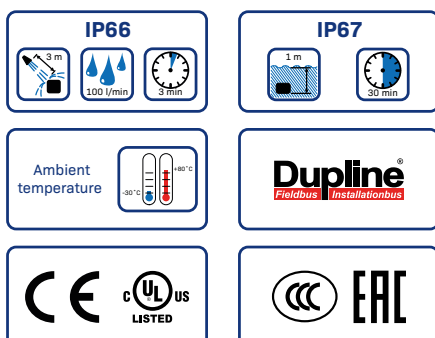 IP66
3 m
100 l/min
3 min
IP67
1 m
30 min
Ambient
temperature
-30˚C
+80˚C
Dupline®
Fieldbus Installationbus
CE
C UL US
LISTED
CCC
EAC